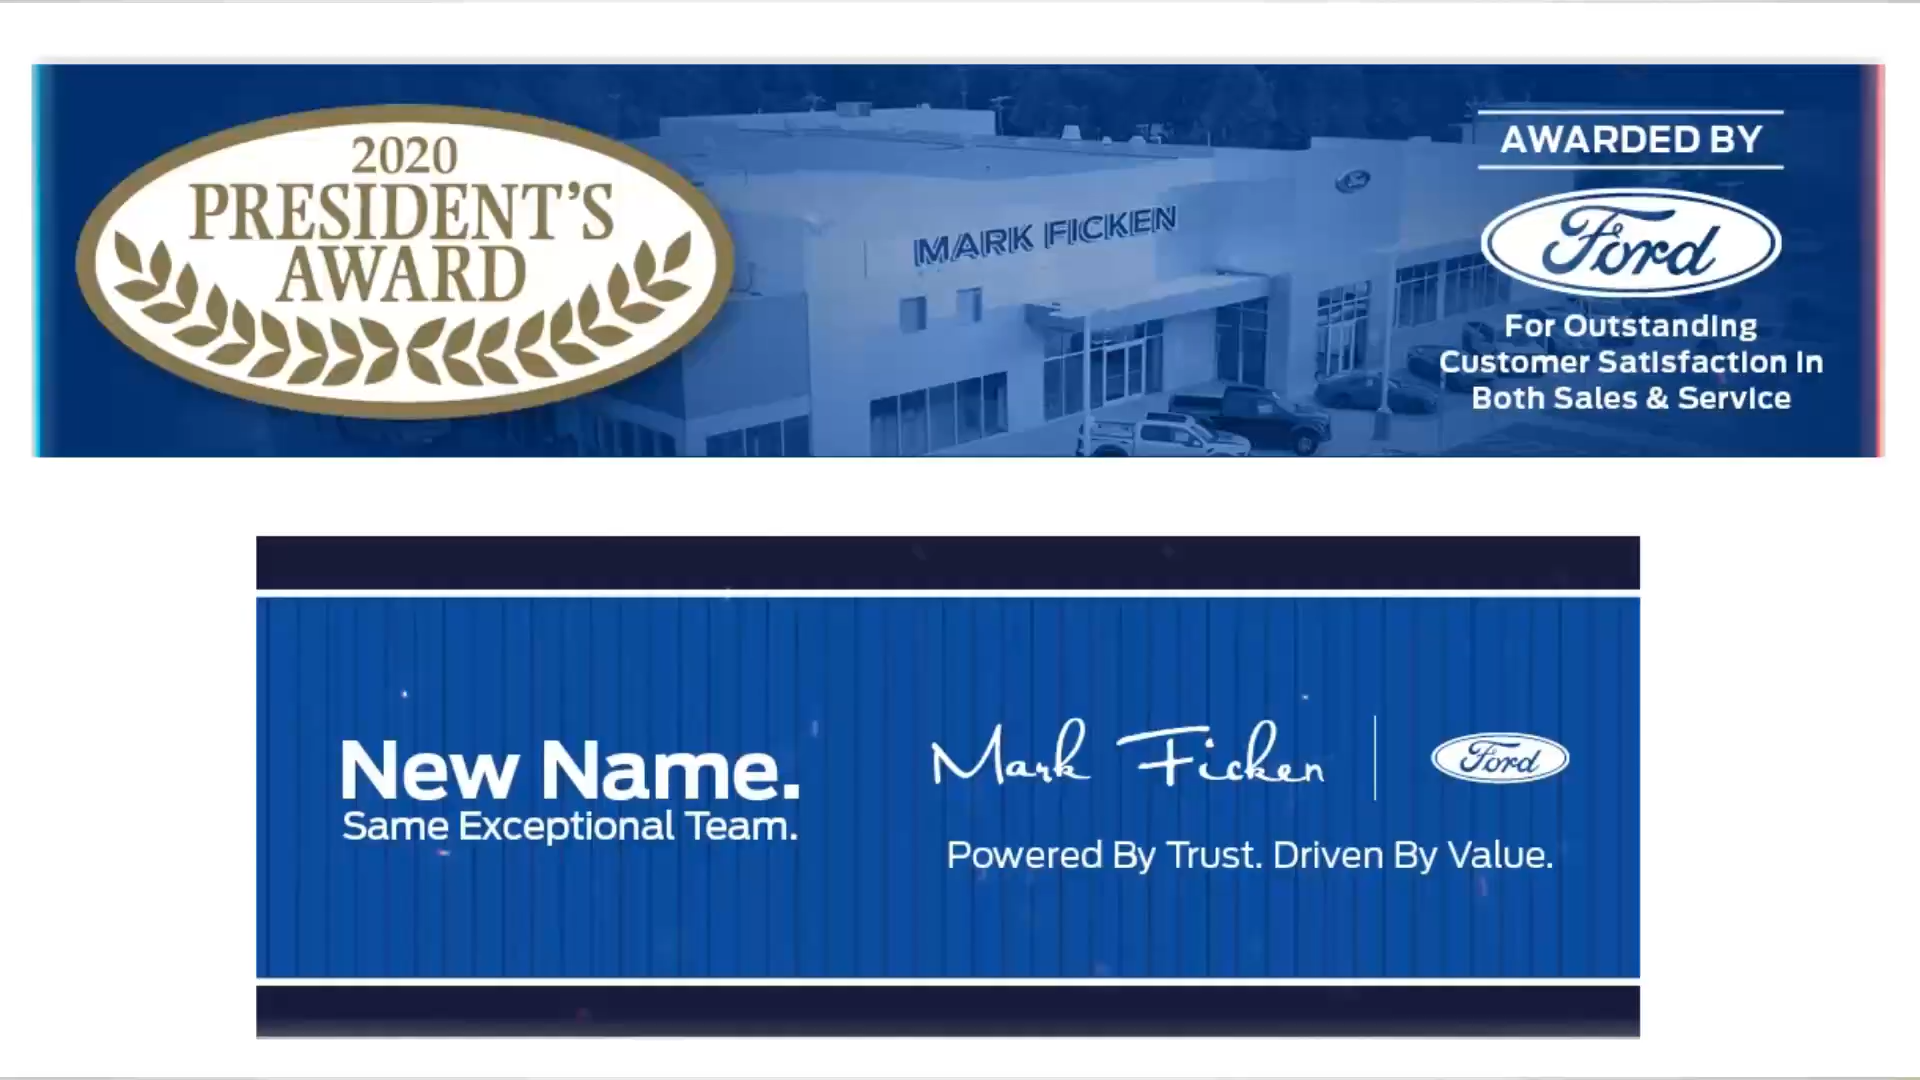 2020
PRESIDENT'S
AWARD
MARK FICKEN
Ford
AWARDED BY
Ford
For Outstanding
Customer Satisfaction In
Both Sales & Service
New Name.
Same Exceptional Team.
Mark Ficken
Ford
Powered By Trust. Driven By Value.